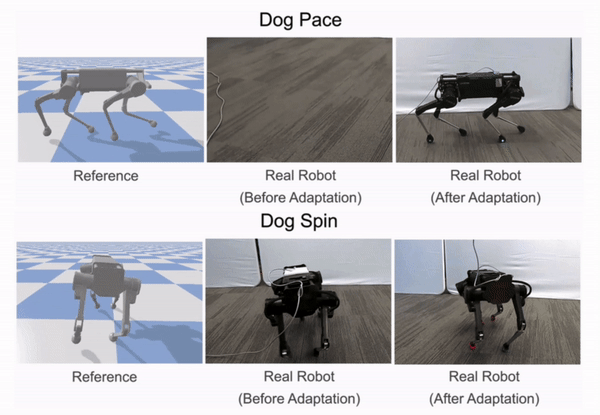 Dog Pace
Reference
Real Robot
(Before Adaptation)
Real Robot
(After Adaptation)
Dog Spin
Reference
Real Robot
(Before Adaptation)
Real Robot
(After Adaptation)